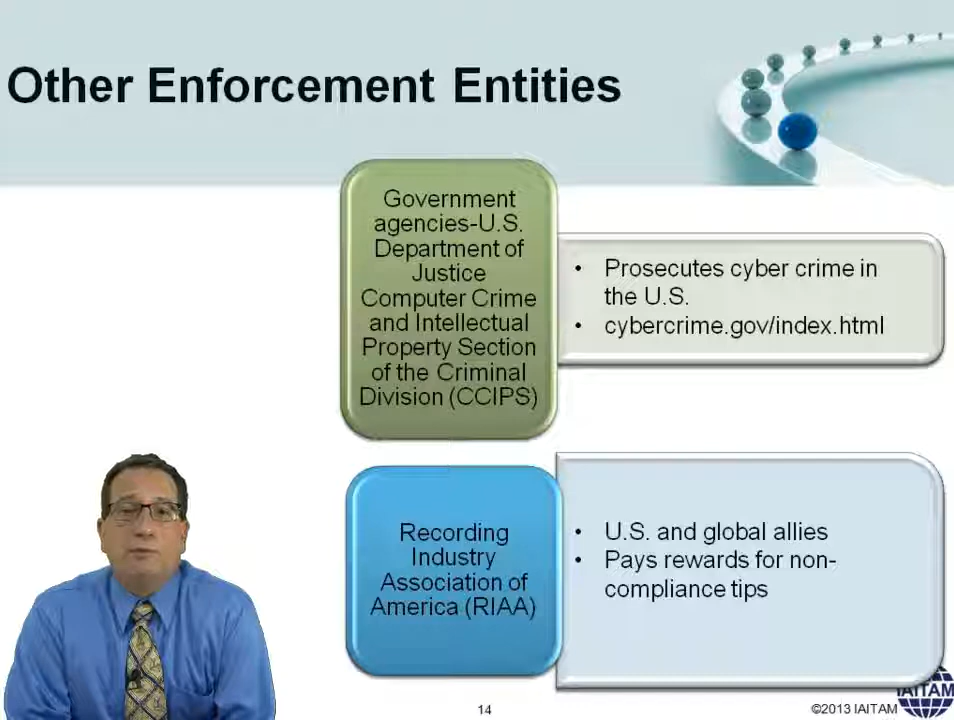 Other Enforcement Entities
Government
agencies-U.S.
Department of
Justice
Computer Crime
and Intellectual
Property Section
of the Criminal
Division (CCIPS)
• Prosecutes cyber crime in
the U.S.
• cybercrime.gov/index.html
Recording
Industry
Association of
America (RIAA)
• U.S. and global allies
• Pays rewards for non-
compliance tips
14
©2013 IAITAM
IAITAM